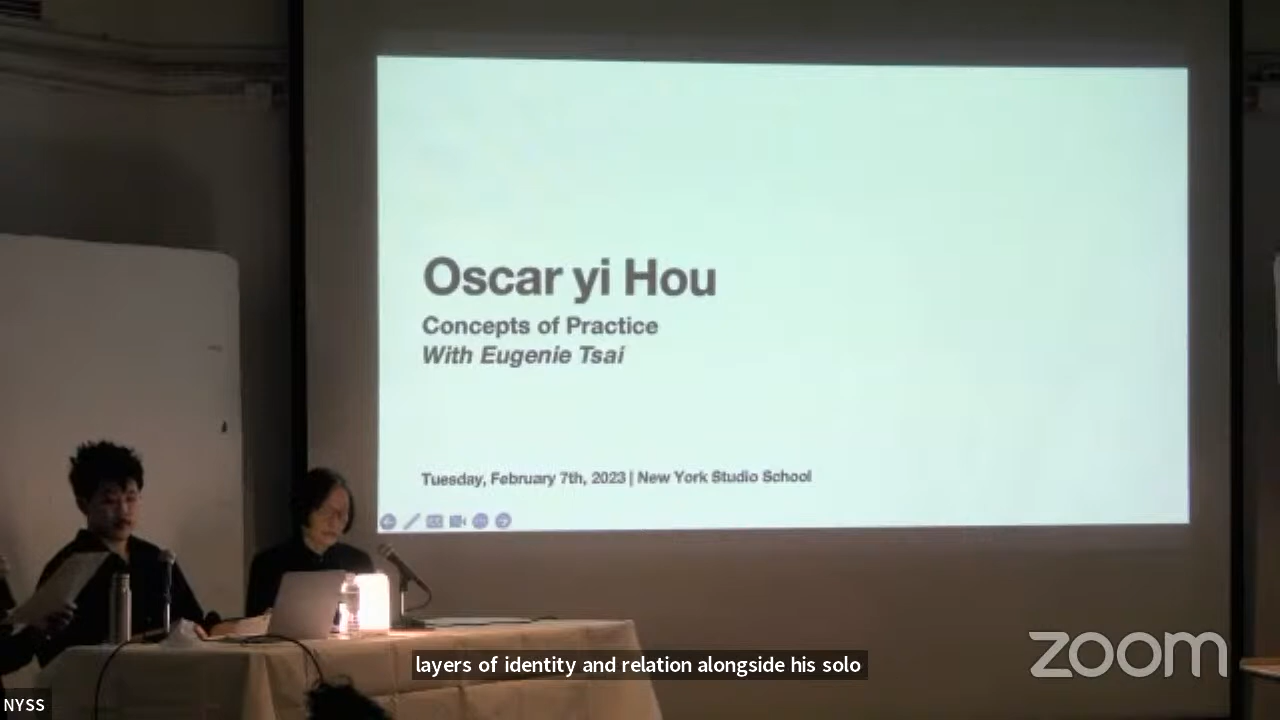 Oscar yi Hou
Concepts of Practice
With Eugenie Tsai
Tuesday, February 7th, 2023 | New York Studio School
layers of identity and relation alongside his solo
zoom
NYSS